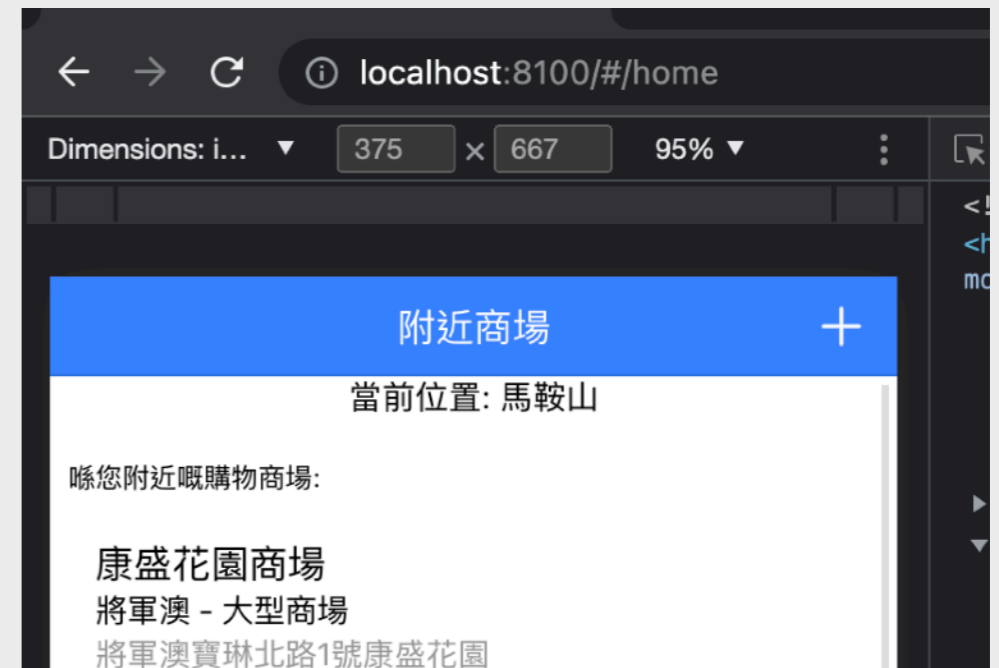 localhost:8100/#/home
Dimensions: i... ▼ 375 × 667 95% ▼
附近商場
當前位置: 馬鞍山
喺您附近嘅購物商場:
康盛花園商場
將軍澳 - 大型商場
將軍澳寶琳北路1號康盛花園